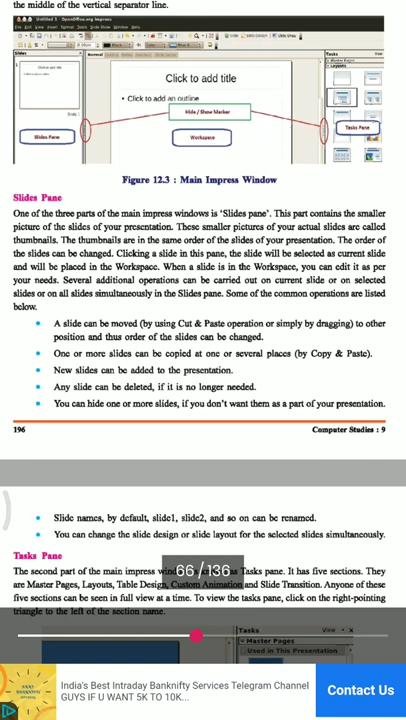 the middle of the vertical separator line.
Untitled 1 - OpenOffice.org Impress
Slides
Tasks
View
Master Pages
Layouts
Click to add title
• Click to add an outline
Hide / Show Marker
Slides Pane
Workspace
Tasks Pane
Figure 12.3 : Main Impress Window
Slides Pane
One of the three parts of the main impress windows is ‘Slides pane’. This part contains the smaller
picture of the slides of your presentation. These smaller pictures of your actual slides are called
thumbnails. The thumbnails are in the same order of the slides of your presentation. The order of
the slides can be changed. Clicking a slide in this pane, the slide will be selected as current slide
and will be placed in the Workspace. When a slide is in the Workspace, you can edit it as per
your needs. Several additional operations can be carried out on current slide or on selected
slides or on all slides simultaneously in the Slides pane. Some of the common operations are listed
below.
• A slide can be moved (by using Cut & Paste operation or simply by dragging) to other
position and thus order of the slides can be changed.
• One or more slides can be copied at one or several places (by Copy & Paste).
• New slides can be added to the presentation.
• Any slide can be deleted, if it is no longer needed.
• You can hide one or more slides, if you don’t want them as a part of your presentation.
196 Computer Studies : 9
• Slide names, by default, slide1, slide2, and so on can be renamed.
• You can change the slide design or slide layout for the selected slides simultaneously.
Tasks Pane
The second part of the main impress Tasks pane. It has five sections. They
66 /136
are Master Pages, Layouts, Table Design, Custom Animation and Slide Transition. Anyone of these
five sections can be seen in full view at a time. To view the tasks pane, click on the right-pointing
triangle to the left of the section name.
Tasks View
Master Pages
Used in This Presentation
India's Best Intraday Banknifty Services Telegram Channel
GUYS IF U WANT 5K TO 10K...
Contact Us